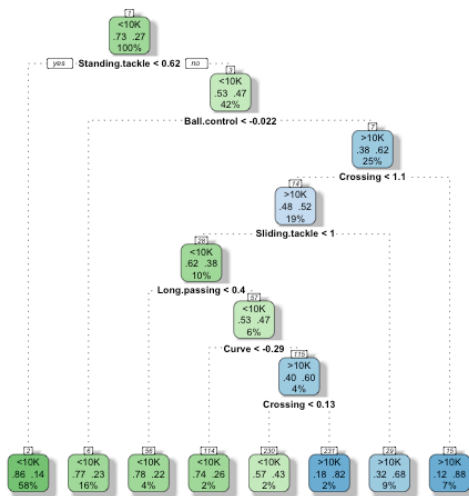 1
<10K
.73 .27
100%
yes Standing.tackle < 0.62 no
3
<10K
.53 .47
42%
Ball.control < -0.022
7
>10K
.38 .62
25%
Crossing < 1.1
14
>10K
.48 .52
19%
Sliding.tackle < 1
28
<10K
.62 .38
10%
Long.passing < 0.4
57
<10K
.53 .47
6%
Curve < -0.29
115
>10K
.40 .60
4%
Crossing < 0.13
2 6 56 114 230 231 29 15
<10K <10K <10K <10K <10K >10K >10K >10K
.86 .14 .77 .23 .78 .22 .74 .26 .57 .43 .18 .82 .32 .68 .12 .88
58% 16% 4% 2% 2% 2% 9% 7%